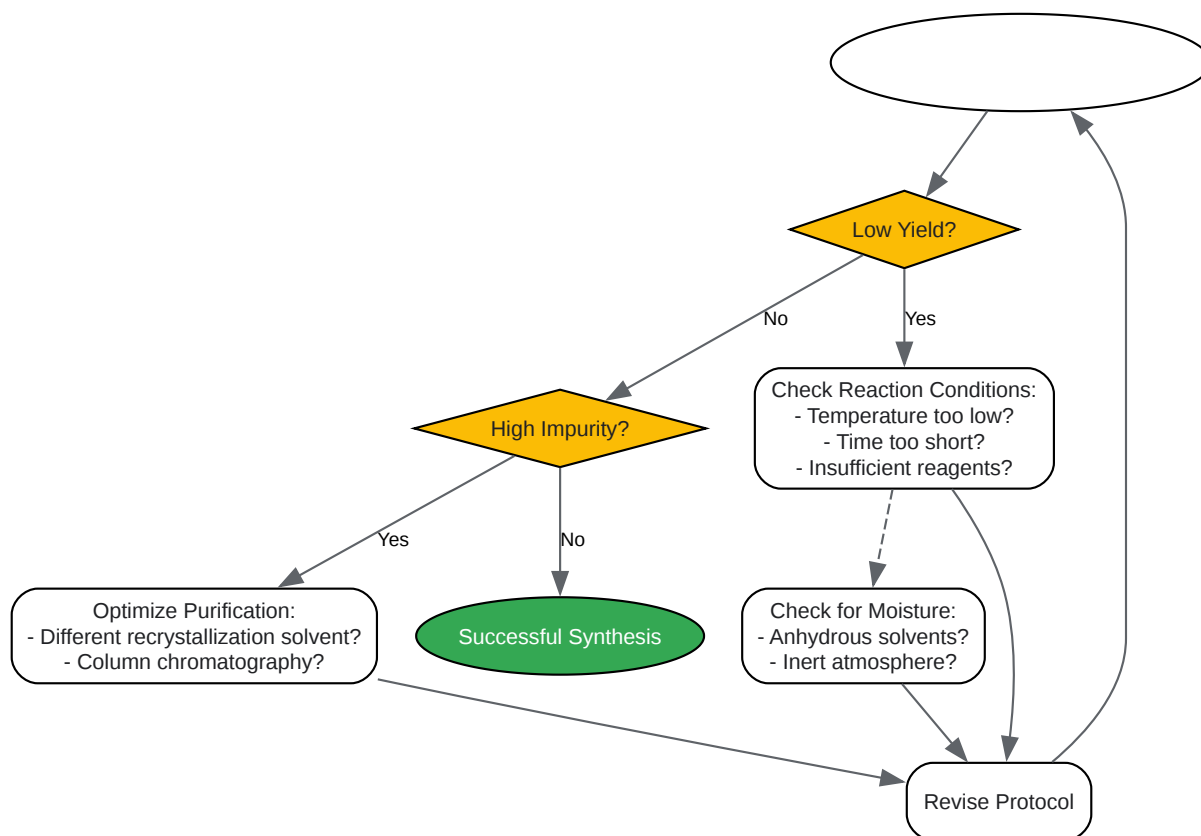 Low Yield?
No
Yes
Check Reaction Conditions:
- Temperature too low?
- Time too short?
- Insufficient reagents?
High Impurity?
Yes
No
Optimize Purification:
- Different recrystallization solvent?
- Column chromatography?
Successful Synthesis
Check for Moisture:
- Anhydrous solvents?
- Inert atmosphere?
Revise Protocol